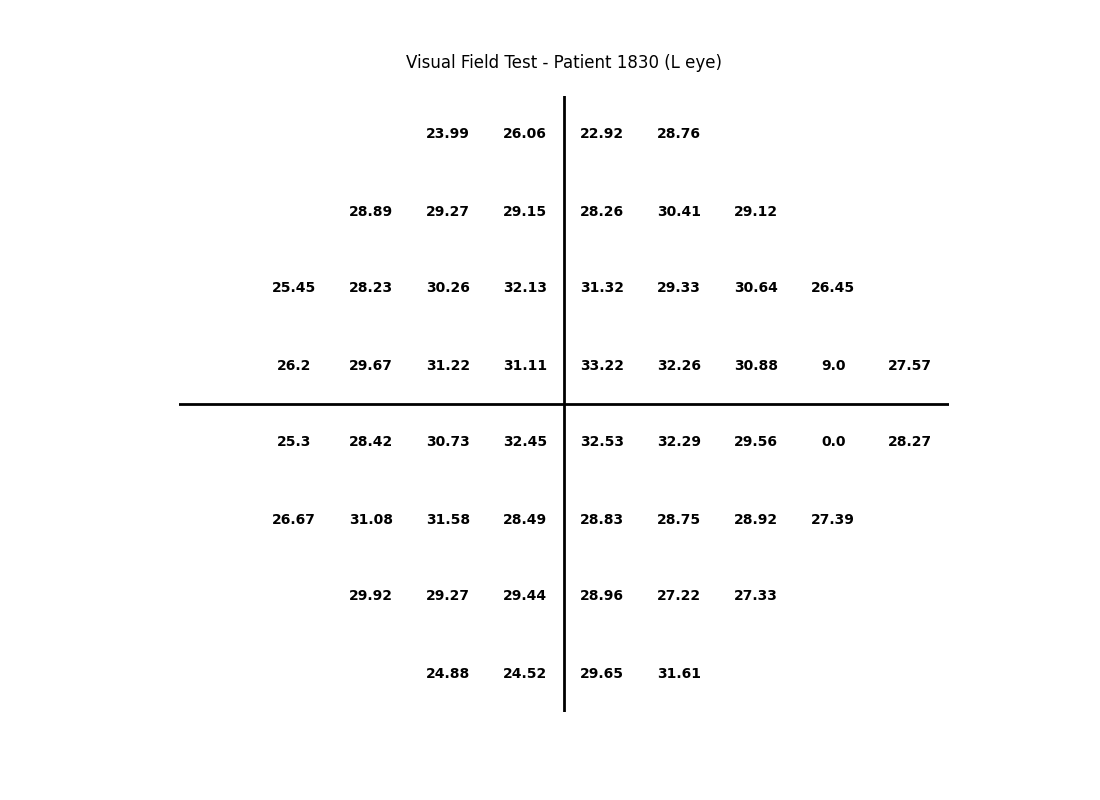 Visual Field Test - Patient 1830 (L eye)
23.99 26.06 22.92 28.76
28.89 29.27 29.15 28.26 30.41 29.12
25.45 28.23 30.26 32.13 31.32 29.33 30.64 26.45
26.2 29.67 31.22 31.11 33.22 32.26 30.88 9.0 27.57
25.3 28.42 30.73 32.45 32.53 32.29 29.56 0.0 28.27
26.67 31.08 31.58 28.49 28.83 28.75 28.92 27.39
29.92 29.27 29.44 28.96 27.22 27.33
24.88 24.52 29.65 31.61